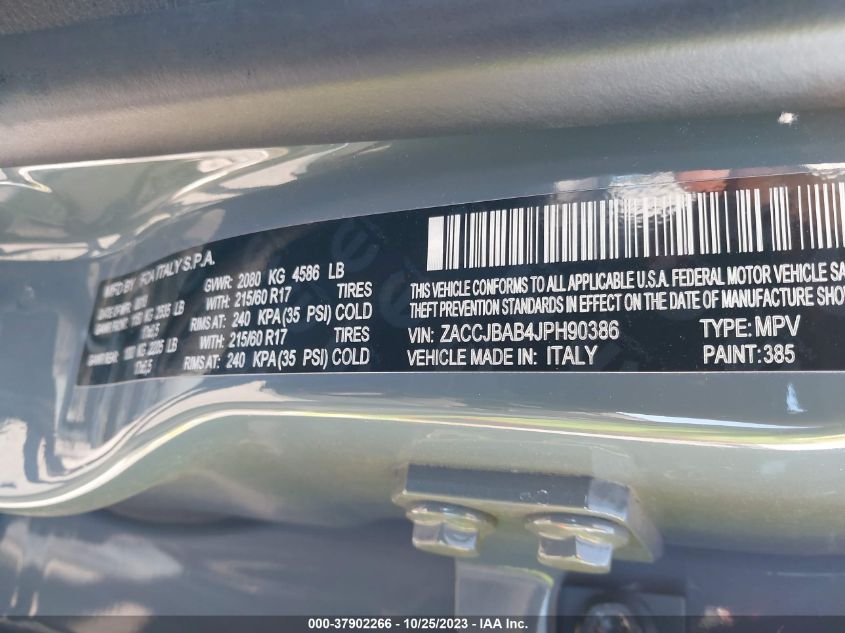 MFD BY: FCA ITALY S.P.A.
GWVR: 2080 KG 4586 LB
WITH: 215/60 R17 TIRES
RIMS AT: 240 KPA(35 PSI) COLD
WITH: 215/60 R17 TIRES
RIMS AT: 240 KPA(35 PSI) COLD
THIS VEHICLE CONFORMS TO ALL APPLICABLE U.S.A. FEDERAL MOTOR VEHICLE SA
THEFT PREVENTION STANDARDS IN EFFECT ON THE DATE OF MANUFACTURE SHO
VIN: ZACCJBAB4JPH90386 TYPE: MPV
VEHICLE MADE IN: ITALY PAINT: 385
000-37902266 - 10/25/2023 - IAA Inc.